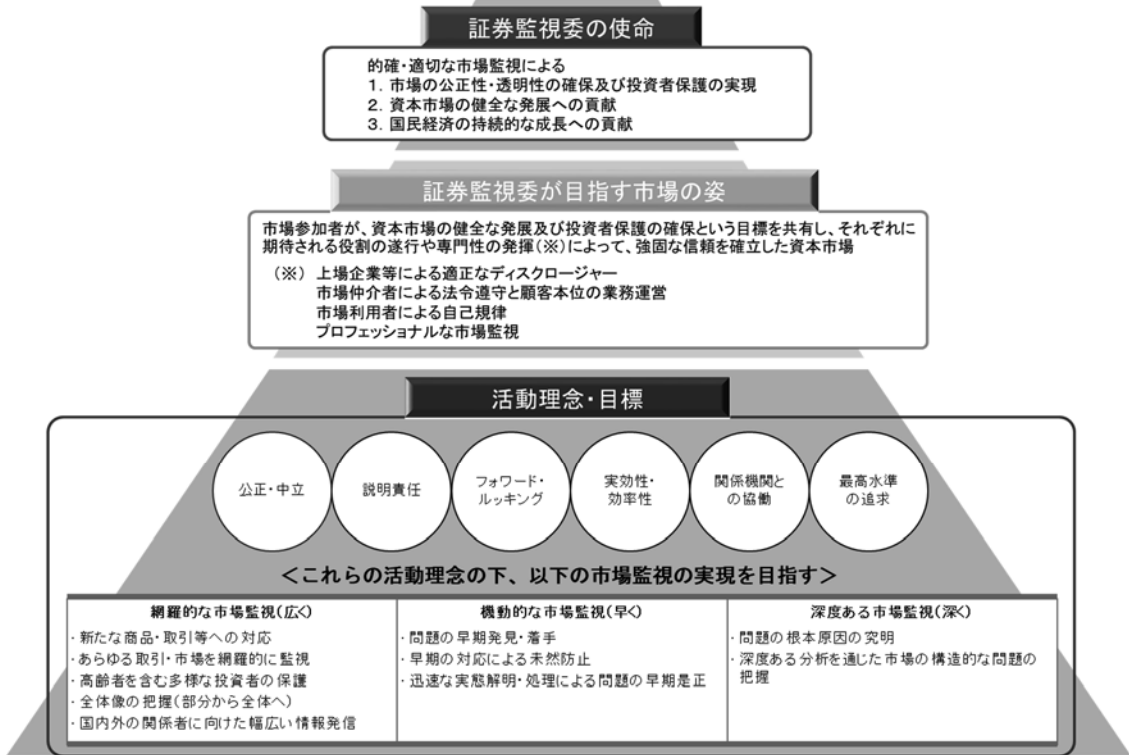 証券監視委の使命
的確・適切な市場監視による
1. 市場の公正性・透明性の確保及び投資者保護の実現
2. 資本市場の健全な発展への貢献
3. 国民経済の持続的な成長への貢献
証券監視委が目指す市場の姿
市場参加者が、資本市場の健全な発展及び投資者保護の確保という目標を共有し、それぞれに
期待される役割の遂行や専門性の発揮(※)によって、強固な信頼を確立した資本市場
(※) 上場企業等による適正なディスクロージャー
市場仲介者による法令遵守と顧客本位の業務運営
市場利用者による自己規律
プロフェッショナルな市場監視
活動理念・目標
公正・中立
説明責任
フォワード・
ルッキング
実効性・
効率性
関係機関と
の協働
最高水準
の追求
<これらの活動理念の下、以下の市場監視の実現を目指す>
網羅的な市場監視(広く)
・新たな商品・取引等への対応
・あらゆる取引・市場を網羅的に監視
・高齢者を含む多様な投資者の保護
・全体像の把握(部分から全体へ)
・国内外の関係者に向けた幅広い情報発信
機動的な市場監視(早く)
・問題の早期発見・着手
・早期の対応による未然防止
・迅速な実態解明・処理による問題の早期是正
深度ある市場監視(深く)
・問題の根本原因の究明
・深度ある分析を通じた市場の構造的な問題の
把握